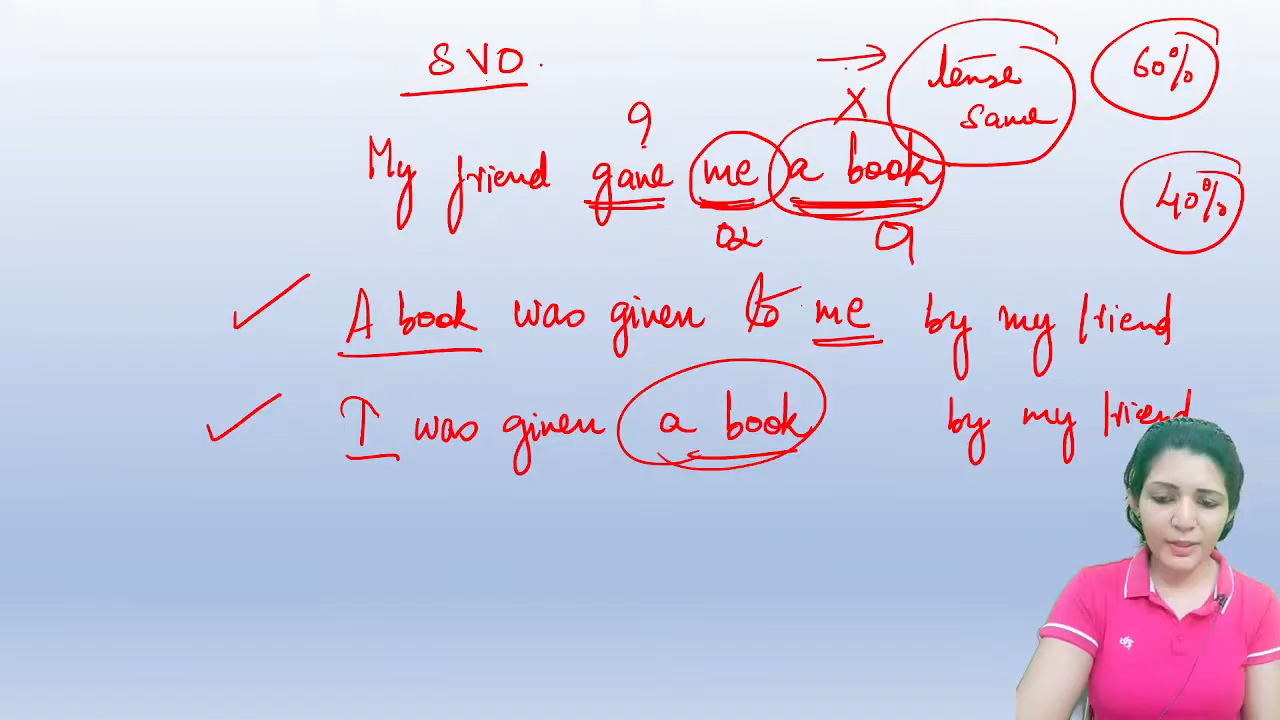 SVO.
→ tense same
60%
X
My friend gave me a book
40%
A book was given to me by my friend
I was given a book by my friend